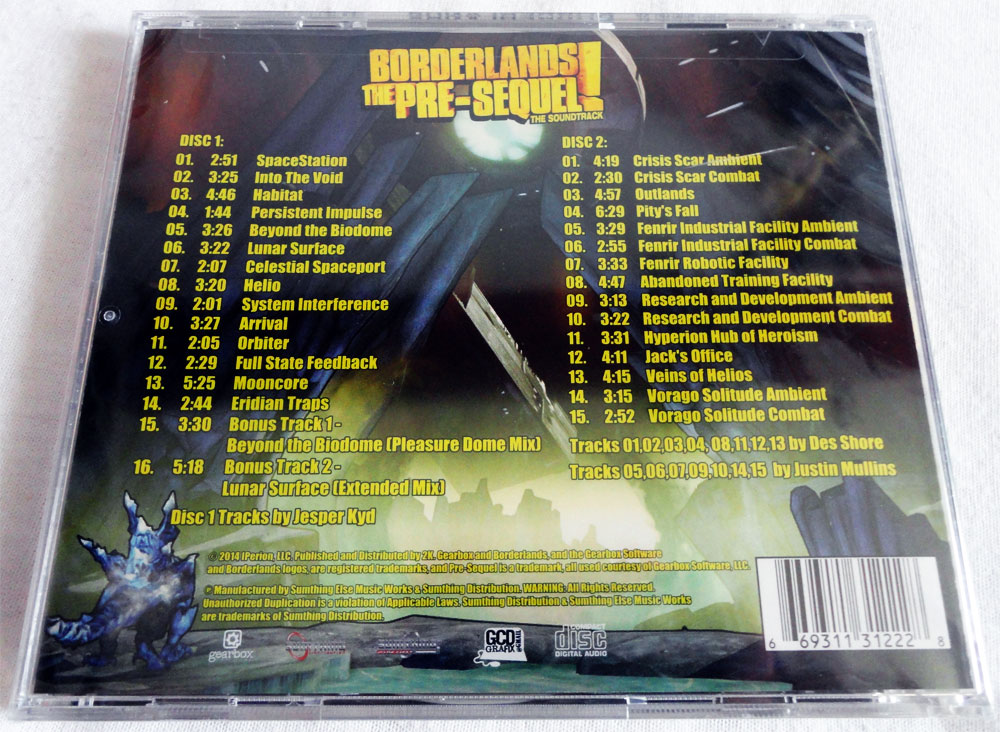 BORDERLANDS
THE PRE-SEQUEL!
THE SOUNDTRACK
DISC 1:
01. 2:51 SpaceStation
02. 3:25 Into The Void
03. 4:46 Habitat
04. 1:44 Persistent Impulse
05. 3:26 Beyond the Biodome
06. 3:22 Lunar Surface
07. 2:07 Celestial Spaceport
08. 3:20 Helio
09. 2:01 System Interference
10. 3:27 Arrival
11. 2:05 Orbiter
12. 2:29 Full State Feedback
13. 5:25 Mooncore
14. 2:44 Eridian Traps
15. 3:30 Bonus Track 1 -
Beyond the Biodome (Pleasure Dome Mix)
16. 5:18 Bonus Track 2 -
Lunar Surface (Extended Mix)
Disc 1 Tracks by Jesper Kyd
DISC 2:
01. 4:19 Crisis Scar Ambient
02. 2:30 Crisis Scar Combat
03. 4:57 Outlands
04. 6:29 Pity's Fall
05. 3:29 Fenrir Industrial Facility Ambient
06. 2:55 Fenrir Industrial Facility Combat
07. 3:33 Fenrir Robotic Facility
08. 4:47 Abandoned Training Facility
09. 3:13 Research and Development Ambient
10. 3:22 Research and Development Combat
11. 3:31 Hyperion Hub of Heroism
12. 4:11 Jack's Office
13. 4:15 Veins of Helios
14. 3:15 Vorago Solitude Ambient
15. 2:52 Vorago Solitude Combat
Tracks 01,02,03,04, 08,11,12,13 by Des Shore
Tracks 05,06,07,09,10,14,15 by Justin Mullins
© 2014 IPerion, LLC. Published and Distributed by 2K. Gearbox and Borderlands, and the Gearbox Software
and Borderlands logos, are registered trademarks, and Pre-Sequel is a trademark, all used courtesy of Gearbox Software, LLC.
℗ Manufactured by Sumthing Else Music Works & Sumthing Distribution. WARNING. All Rights Reserved.
Unauthorized Duplication is a violation of Applicable Laws. Sumthing Distribution & Sumthing Else Music Works
are trademarks of Sumthing Distribution.
gearbox
GCD
GRAFIX
COMPACT
disc
DIGITAL AUDIO
6 69311 31222 8